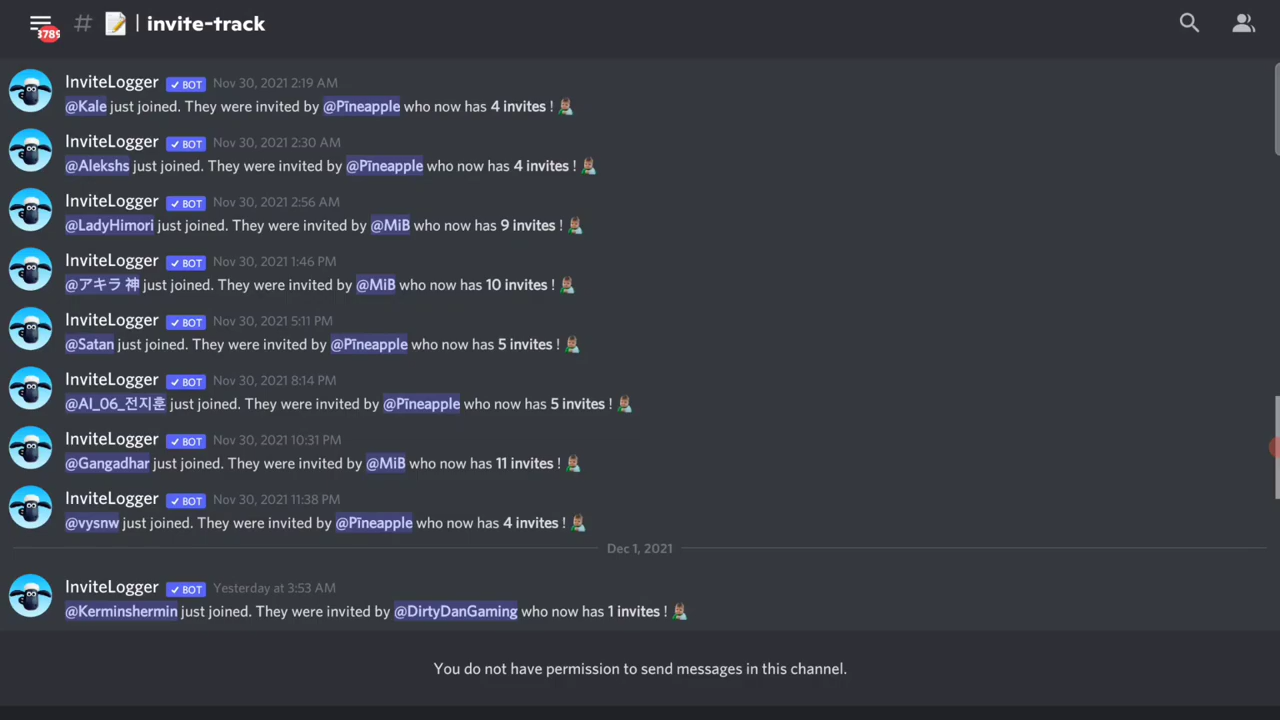 3789 # | invite-track
InviteLogger ✓ BOT Nov 30, 2021 2:19 AM
@Kale just joined. They were invited by @Pīneapple who now has 4 invites !
InviteLogger ✓ BOT Nov 30, 2021 2:30 AM
@Alekshs just joined. They were invited by @Pīneapple who now has 4 invites !
InviteLogger ✓ BOT Nov 30, 2021 2:56 AM
@LadyHimori just joined. They were invited by @MiB who now has 9 invites !
InviteLogger ✓ BOT Nov 30, 2021 1:46 PM
@アキラ 神 just joined. They were invited by @MiB who now has 10 invites !
InviteLogger ✓ BOT Nov 30, 2021 5:11 PM
@Satan just joined. They were invited by @Pīneapple who now has 5 invites !
InviteLogger ✓ BOT Nov 30, 2021 8:14 PM
@AI_06_전지훈 just joined. They were invited by @Pīneapple who now has 5 invites !
InviteLogger ✓ BOT Nov 30, 2021 10:31 PM
@Gangadhar just joined. They were invited by @MiB who now has 11 invites !
InviteLogger ✓ BOT Nov 30, 2021 11:38 PM
@vysnw just joined. They were invited by @Pīneapple who now has 4 invites !
Dec 1, 2021
InviteLogger ✓ BOT Yesterday at 3:53 AM
@Kerminshermin just joined. They were invited by @DirtyDanGaming who now has 1 invites !
You do not have permission to send messages in this channel.